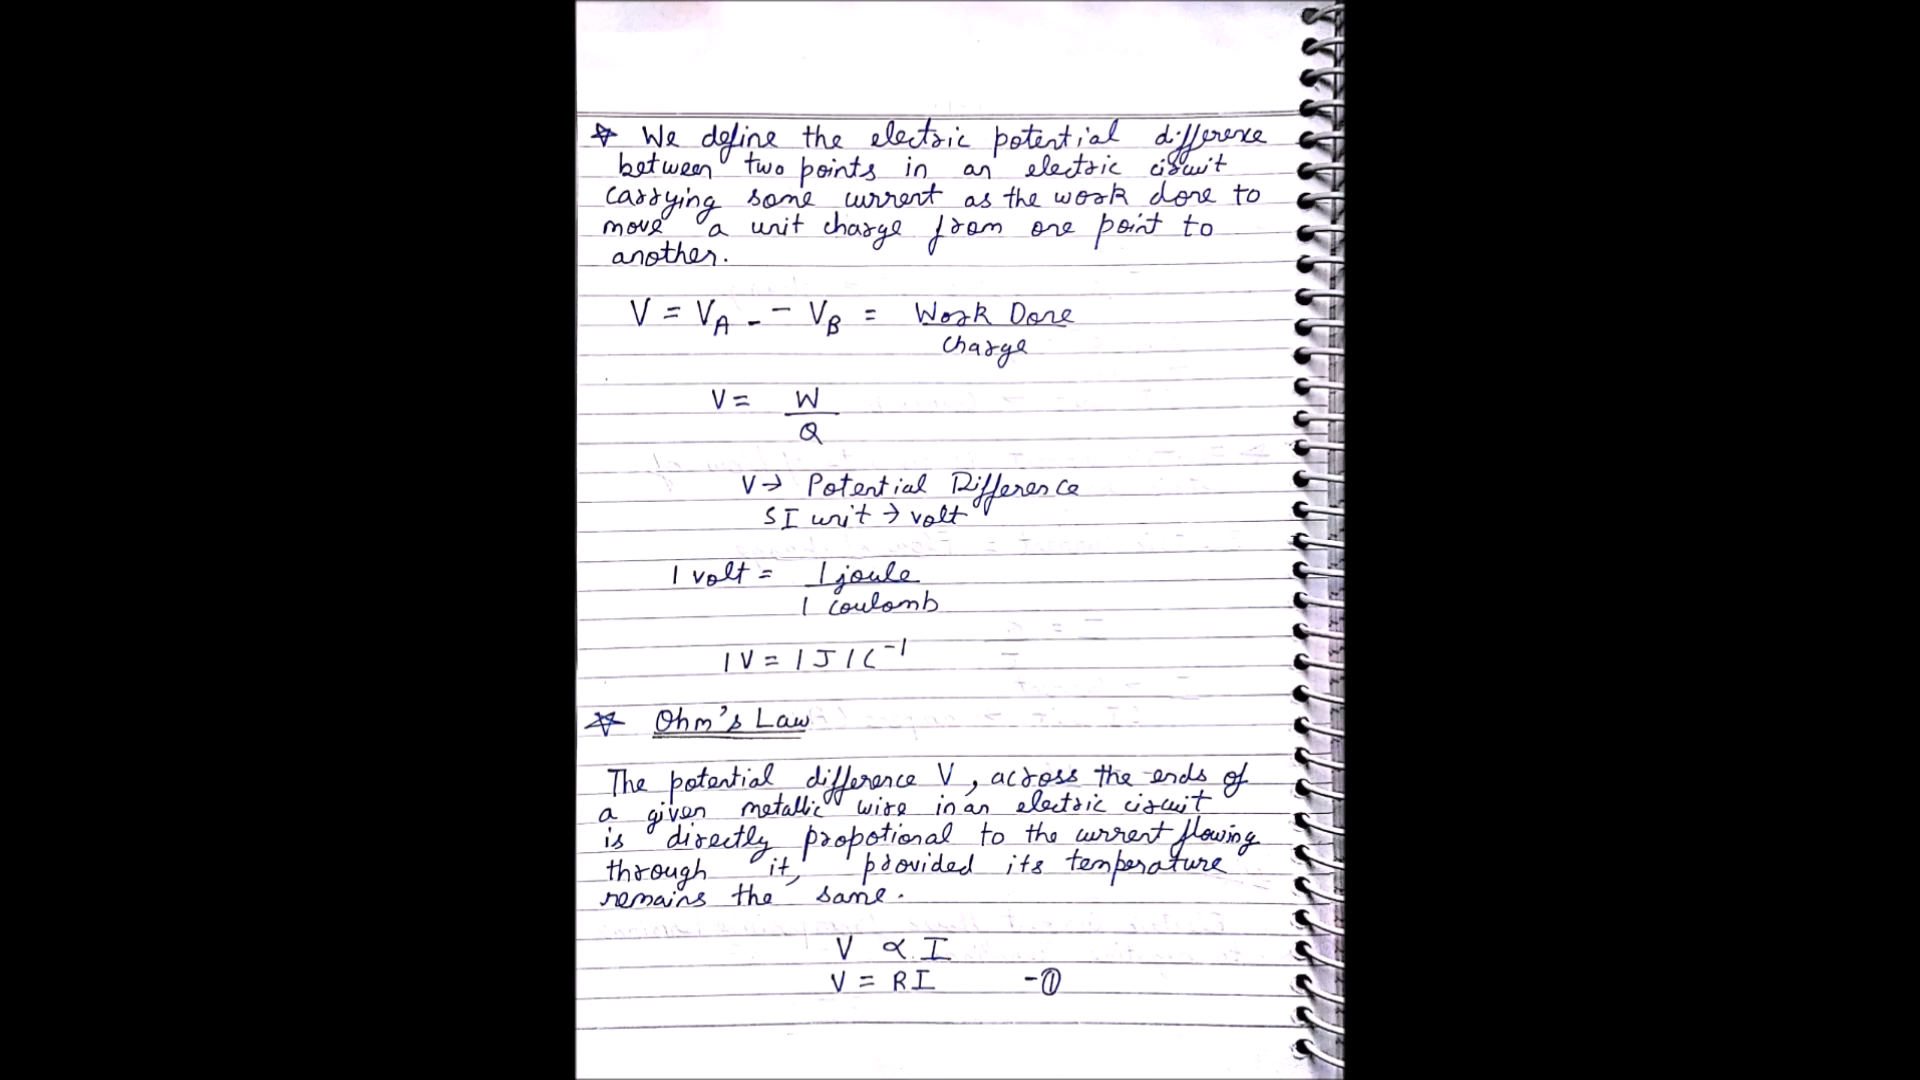 ☆ We define the electric potential difference
between two points in an electric circuit
carrying some current as the work done to
move a unit charge from one point to
another.
V = VA - - VB = Work Done
charge
V = W
Q
V → Potential Difference
SI unit → volt
1 volt = 1 joule
1 coulomb
1V = 1J 1C⁻¹
☆ Ohm's Law
The potential difference V, across the ends of
a given metallic wire in an electric circuit
is directly propotional to the current flowing
through it, provided its temperature
remains the same.
V ∝ I
V = RI -①